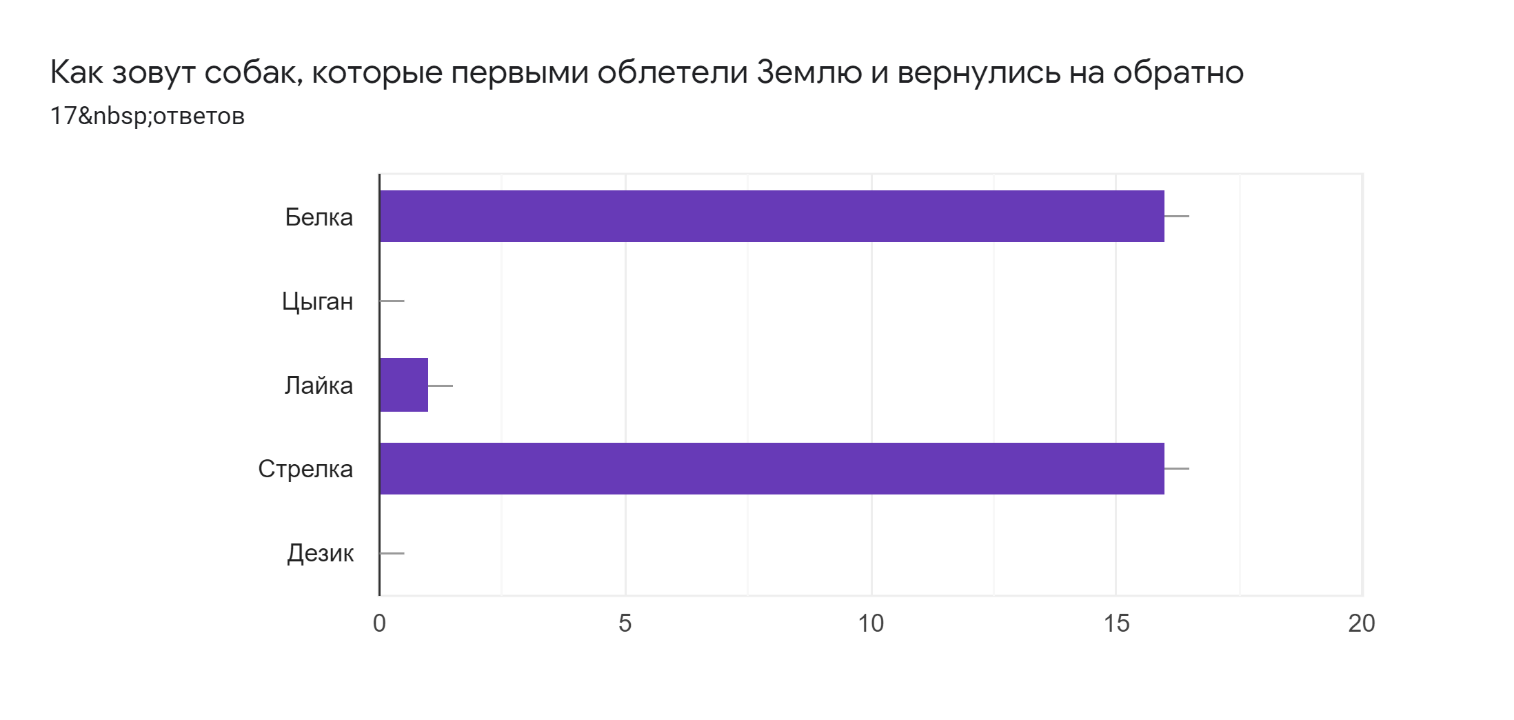 Как зовут собак, которые первыми облетели Землю и вернулись на обратно
17&nbsp;ответов
Белка
Цыган
Лайка
Стрелка
Дезик
0 5 10 15 20